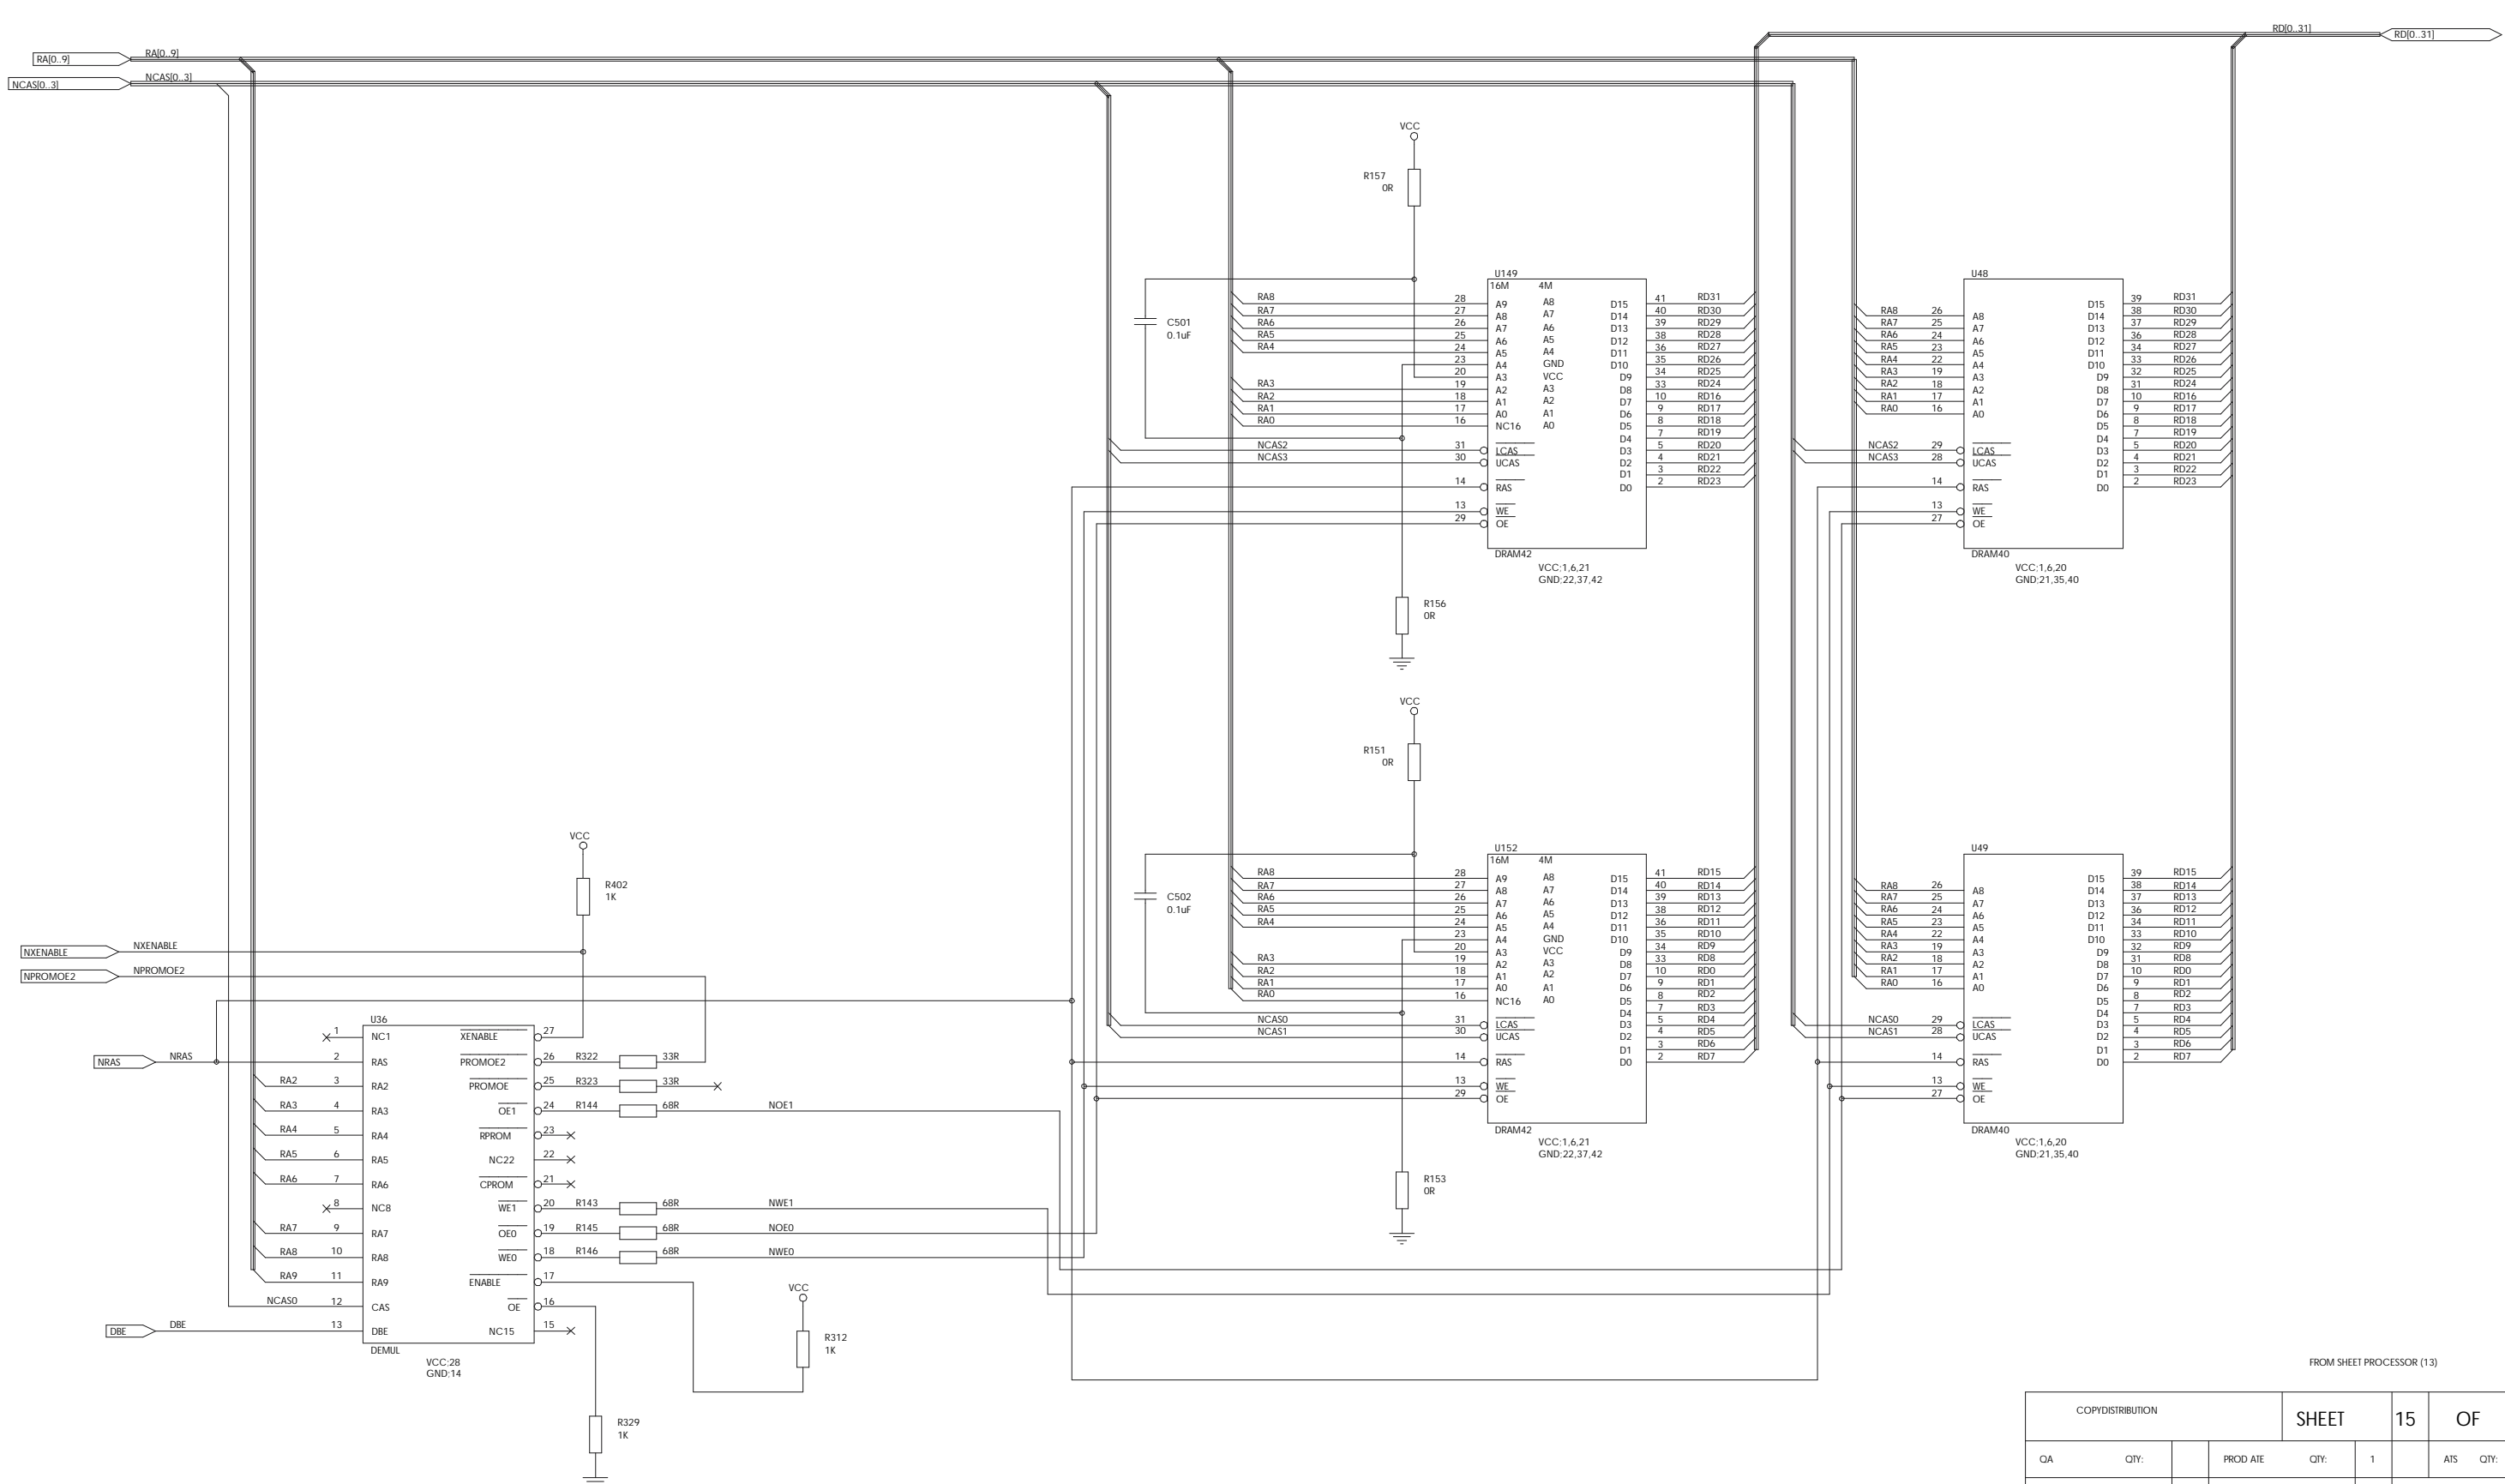 RD[0..31]
RD[0..31]
RA[0..9]
RA[0..9]
NCAS[0..3]
NCAS[0..3]
VCC
R157
0R
C501
0.1uF
U149
16M 4M
RA8 28 A9 A8 D15 41 RD31
RA7 27 A8 A7 D14 40 RD30
RA6 26 A7 A6 D13 39 RD29
RA5 25 A6 A5 D12 38 RD28
RA4 24 A5 A4 D11 36 RD27
23 A4 GND D10 35 RD26
20 A3 VCC D9 34 RD25
RA3 19 A2 A3 D8 33 RD24
RA2 18 A1 A2 D7 10 RD16
RA1 17 A0 A1 D6 9 RD17
RA0 16 NC16 A0 D5 8 RD18
D4 7 RD19
NCAS2 31 LCAS D3 5 RD20
NCAS3 30 UCAS D2 4 RD21
D1 3 RD22
14 RAS D0 2 RD23
13 WE
29 OE
DRAM42
VCC:1,6,21
GND:22,37,42
R156
0R
U48
D15 39 RD31
RA8 26 A8 D14 38 RD30
RA7 25 A7 D13 37 RD29
RA6 24 A6 D12 36 RD28
RA5 23 A5 D11 34 RD27
RA4 22 A4 D10 33 RD26
RA3 19 A3 D9 32 RD25
RA2 18 A2 D8 31 RD24
RA1 17 A1 D7 10 RD16
RA0 16 A0 D6 9 RD17
D5 8 RD18
D4 7 RD19
NCAS2 29 LCAS D3 5 RD20
NCAS3 28 UCAS D2 4 RD21
D1 3 RD22
14 RAS D0 2 RD23
13 WE
27 OE
DRAM40
VCC:1,6,20
GND:21,35,40
VCC
R151
0R
C502
0.1uF
U152
16M 4M
RA8 28 A9 A8 D15 41 RD15
RA7 27 A8 A7 D14 40 RD14
RA6 26 A7 A6 D13 39 RD13
RA5 25 A6 A5 D12 38 RD12
RA4 24 A5 A4 D11 36 RD11
23 A4 GND D10 35 RD10
20 A3 VCC D9 34 RD9
RA3 19 A2 A3 D8 33 RD8
RA2 18 A1 A2 D7 10 RD0
RA1 17 A0 A1 D6 9 RD1
RA0 16 NC16 A0 D5 8 RD2
D4 7 RD3
NCAS0 31 LCAS D3 5 RD4
NCAS1 30 UCAS D2 4 RD5
D1 3 RD6
14 RAS D0 2 RD7
13 WE
29 OE
DRAM42
VCC:1,6,21
GND:22,37,42
R153
0R
U49
D15 39 RD15
RA8 26 A8 D14 38 RD14
RA7 25 A7 D13 37 RD13
RA6 24 A6 D12 36 RD12
RA5 23 A5 D11 34 RD11
RA4 22 A4 D10 33 RD10
RA3 19 A3 D9 32 RD9
RA2 18 A2 D8 31 RD8
RA1 17 A1 D7 10 RD0
RA0 16 A0 D6 9 RD1
D5 8 RD2
D4 7 RD3
NCAS0 29 LCAS D3 5 RD4
NCAS1 28 UCAS D2 4 RD5
D1 3 RD6
14 RAS D0 2 RD7
13 WE
27 OE
DRAM40
VCC:1,6,20
GND:21,35,40
VCC
R402
1K
NXENABLE NXENABLE
NPROMOE2 NPROMOE2
U36
1 NC1 XENABLE 27
NRAS NRAS 2 RAS PROMOE2 26 R322 33R
RA2 3 RA2 PROMOE 25 R323 33R
RA3 4 RA3 OE1 24 R144 68R NOE1
RA4 5 RA4 RPROM 23
RA5 6 RA5 NC22 22
RA6 7 RA6 CPROM 21
8 NC8 WE1 20 R143 68R NWE1
RA7 9 RA7 OE0 19 R145 68R NOE0
RA8 10 RA8 WE0 18 R146 68R NWE0
RA9 11 RA9 ENABLE 17
NCAS0 12 CAS OE 16
DBE DBE 13 DBE NC15 15
DEMUL
VCC:28
GND:14
VCC
R312
1K
R329
1K
FROM SHEET PROCESSOR (13)
COPYDISTRIBUTION SHEET 15 OF
QA QTY: PROD ATE QTY: 1 ATS QTY: